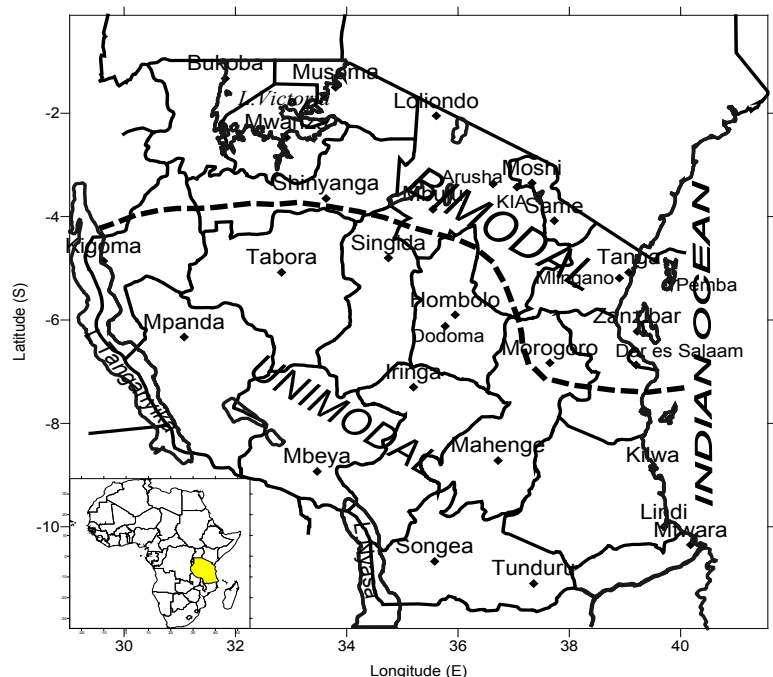 Bukoba
Musoma
L.Victoria
Mwanza
Loliondo
-2
Shinyanga
Arusha
Moshi
Mbulu
KIA
Same
BIMODAL
-4
Kigoma
Tabora
Singida
Tanga
Mlingano
Pemba
Hombolo
Dodoma
Zanzibar
Mpanda
-6
Morogoro
Dar es Salaam
Iringa
Tanganyika
UNIMODAL
-8
Mbeya
Mahenge
Kilwa
INDIAN OCEAN
Lindi
Mtwara
-10
L.Nyasa
Songea
Tunduru
Latitude (S)
30 32 34 36 38 40
Longitude (E)